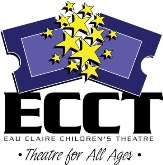 ECCT
EAU CLAIRE CHILDREN'S THEATRE
• Theatre for All Ages •